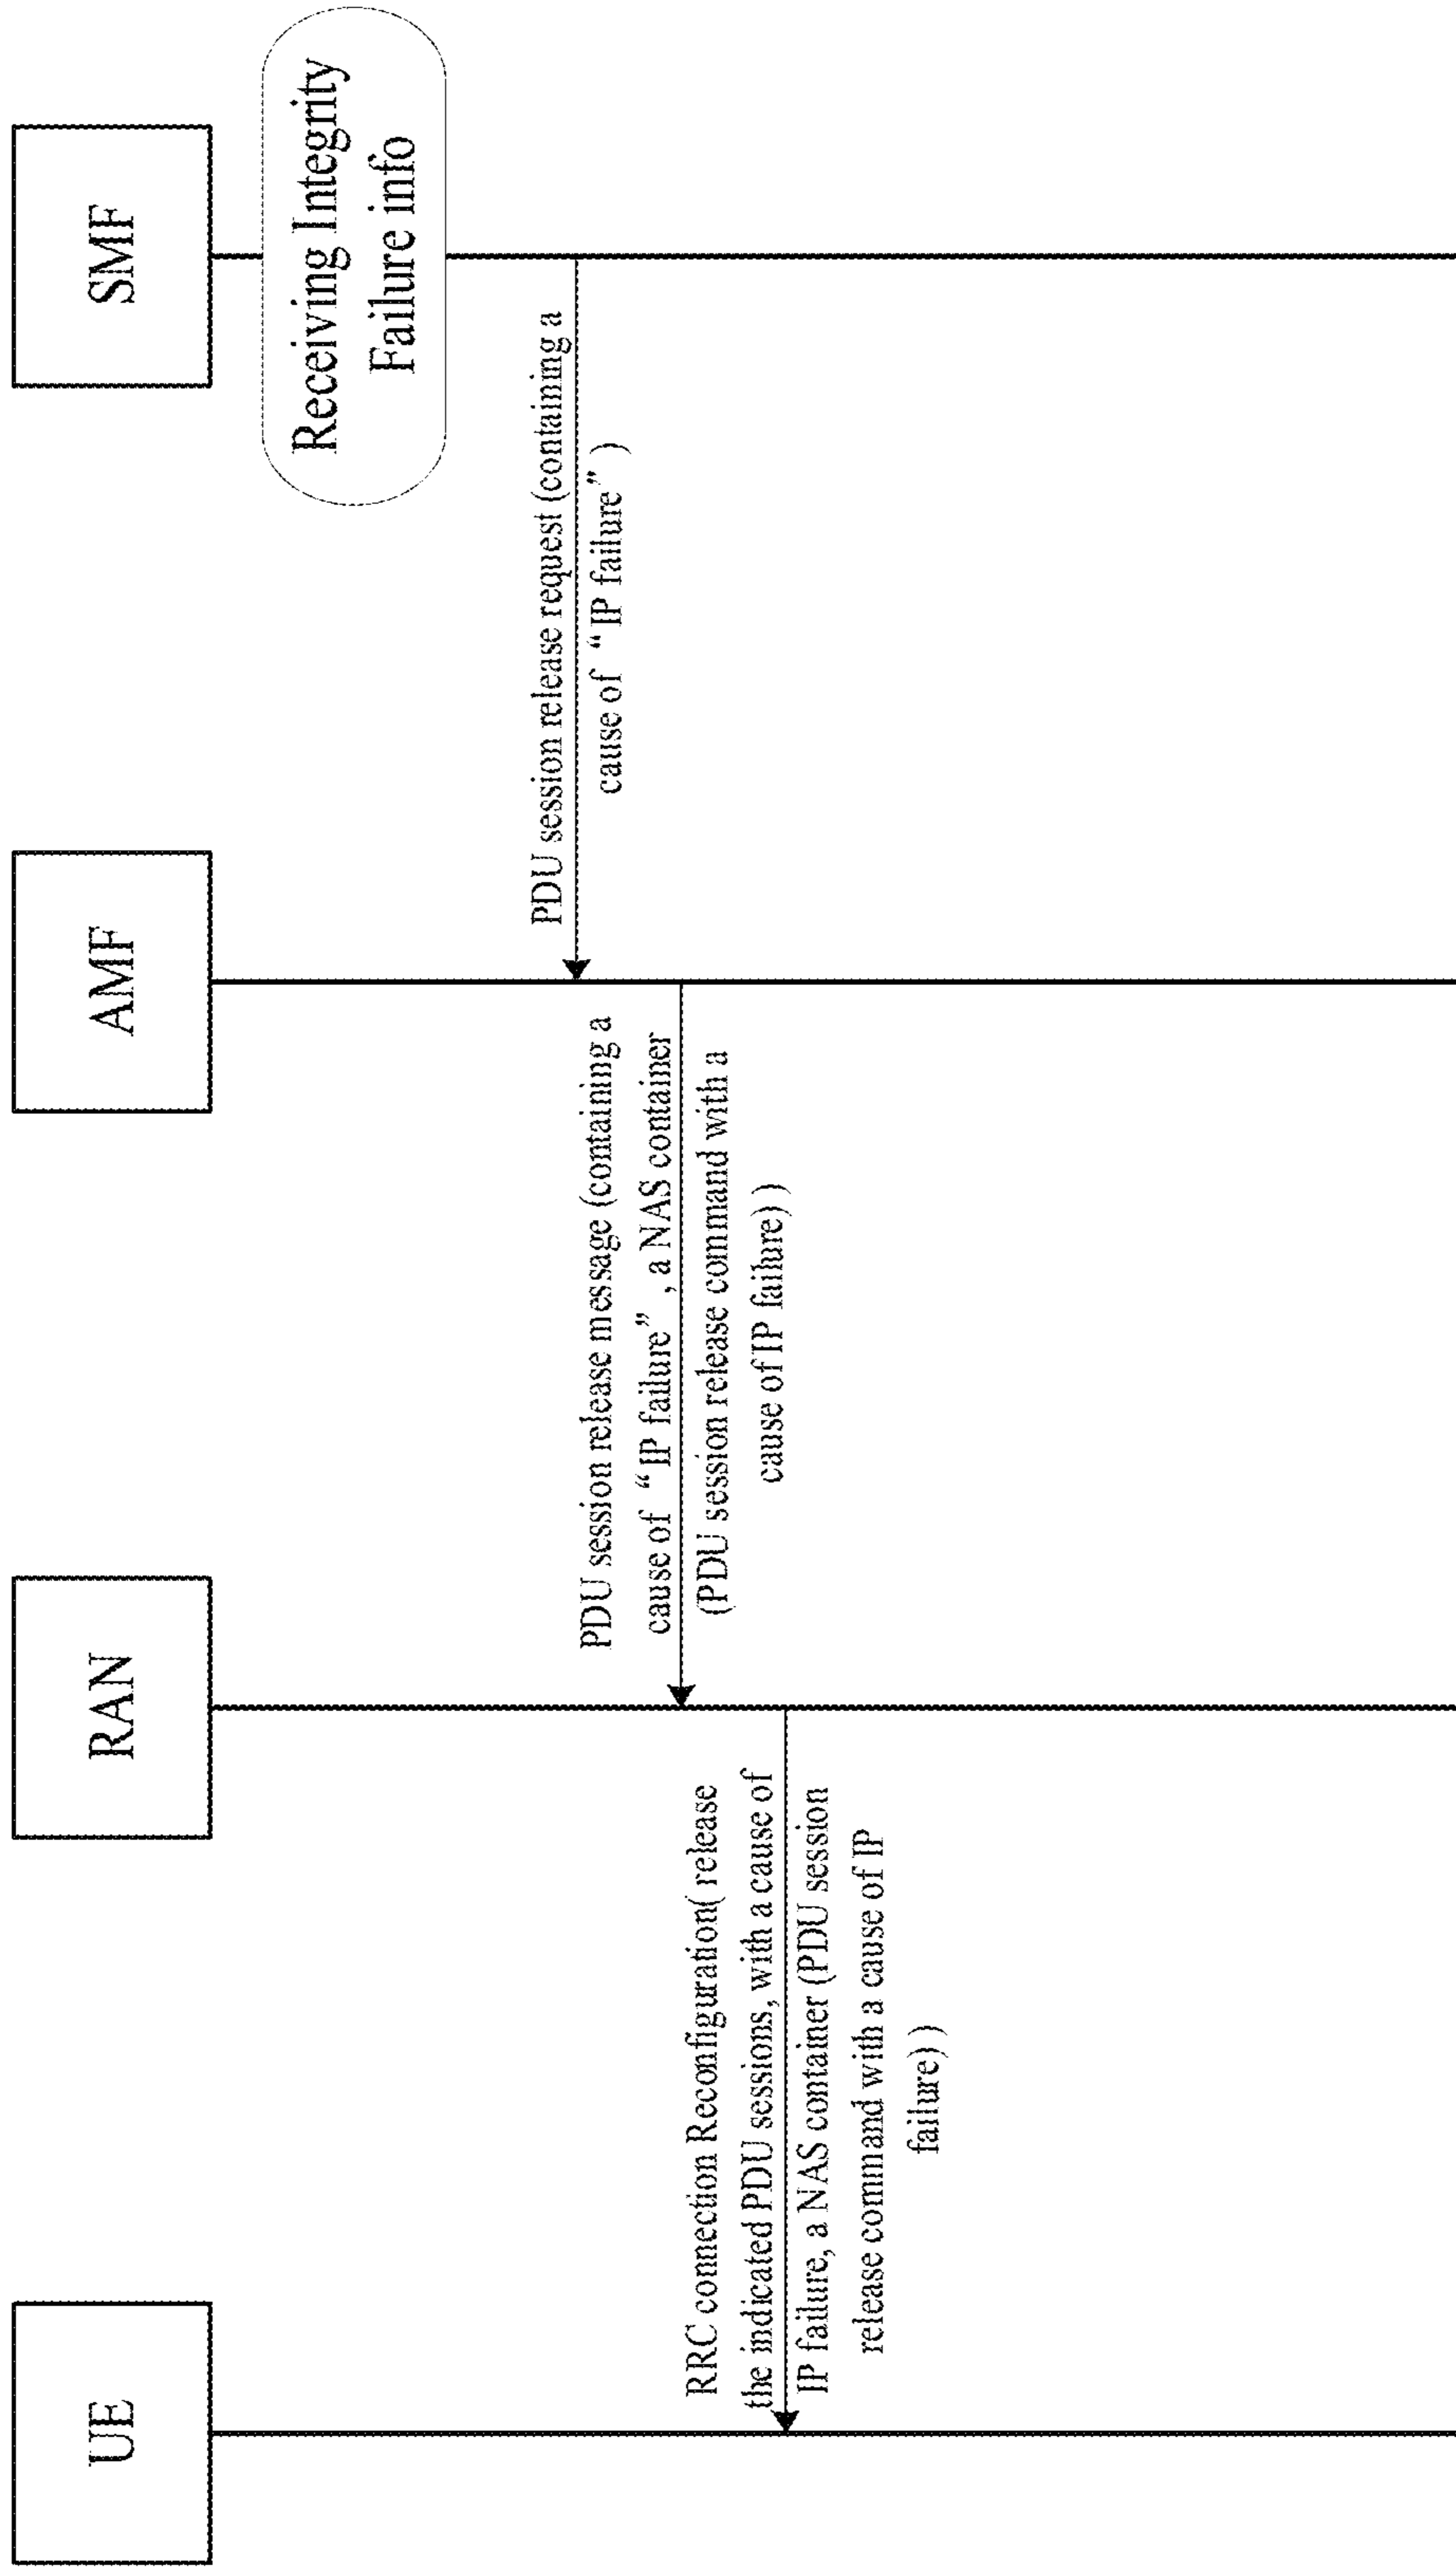 UE
RAN
AMF
SMF
Receiving Integrity
Failure info
PDU session release request (containing a
cause of “IP failure” )
PDU session release message (containing a
cause of “IP failure” , a NAS container
(PDU session release command with a
cause of IP failure) )
RRC connection Reconfiguration( release
the indicated PDU sessions, with a cause of
IP failure, a NAS container (PDU session
release command with a cause of IP
failure) )